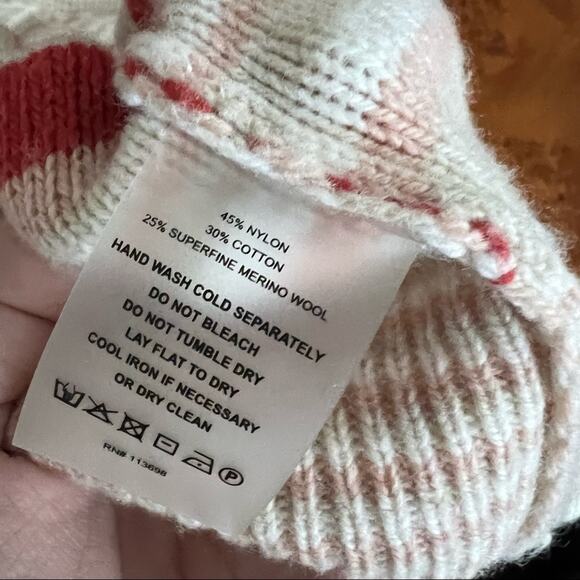 45% NYLON
30% COTTON
25% SUPERFINE MERINO WOOL
HAND WASH COLD SEPARATELY
DO NOT BLEACH
DO NOT TUMBLE DRY
LAY FLAT TO DRY
COOL IRON IF NECESSARY
OR DRY CLEAN
P
RN# 113698